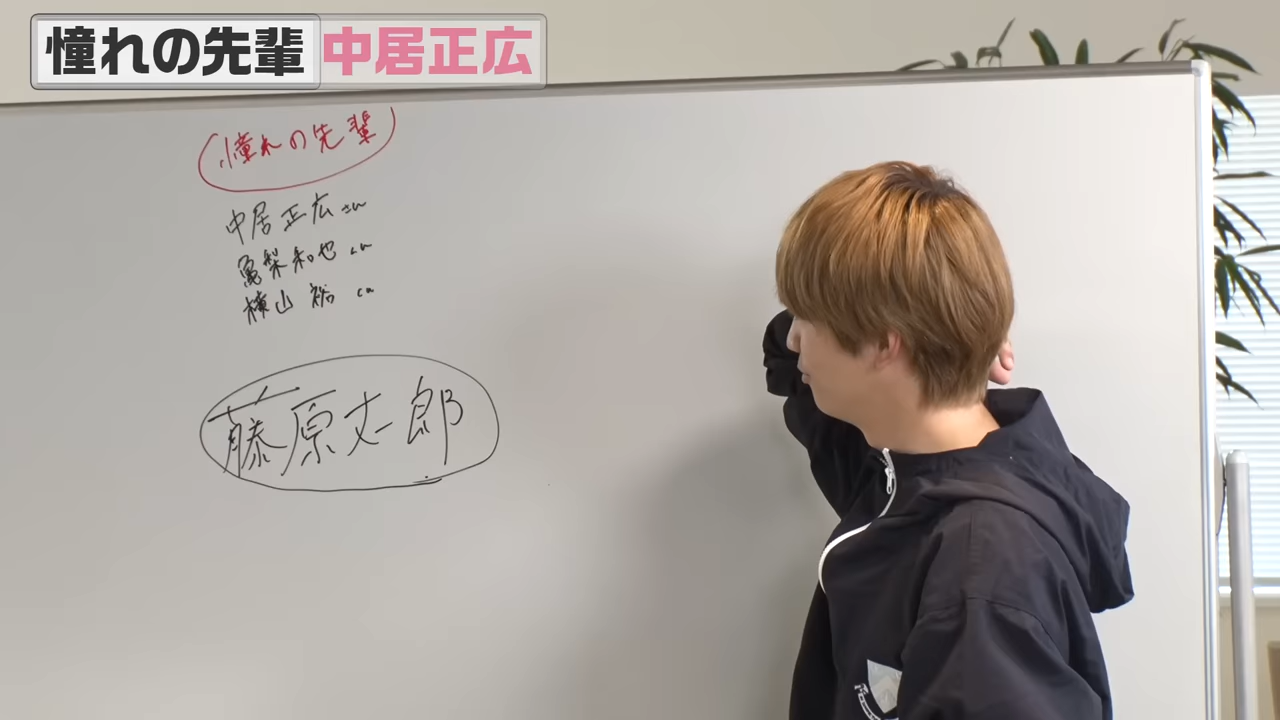 憧れの先輩 中居正広
憧れの先輩
中居正広さん
亀梨和也くん
横山裕くん
藤原丈一郎